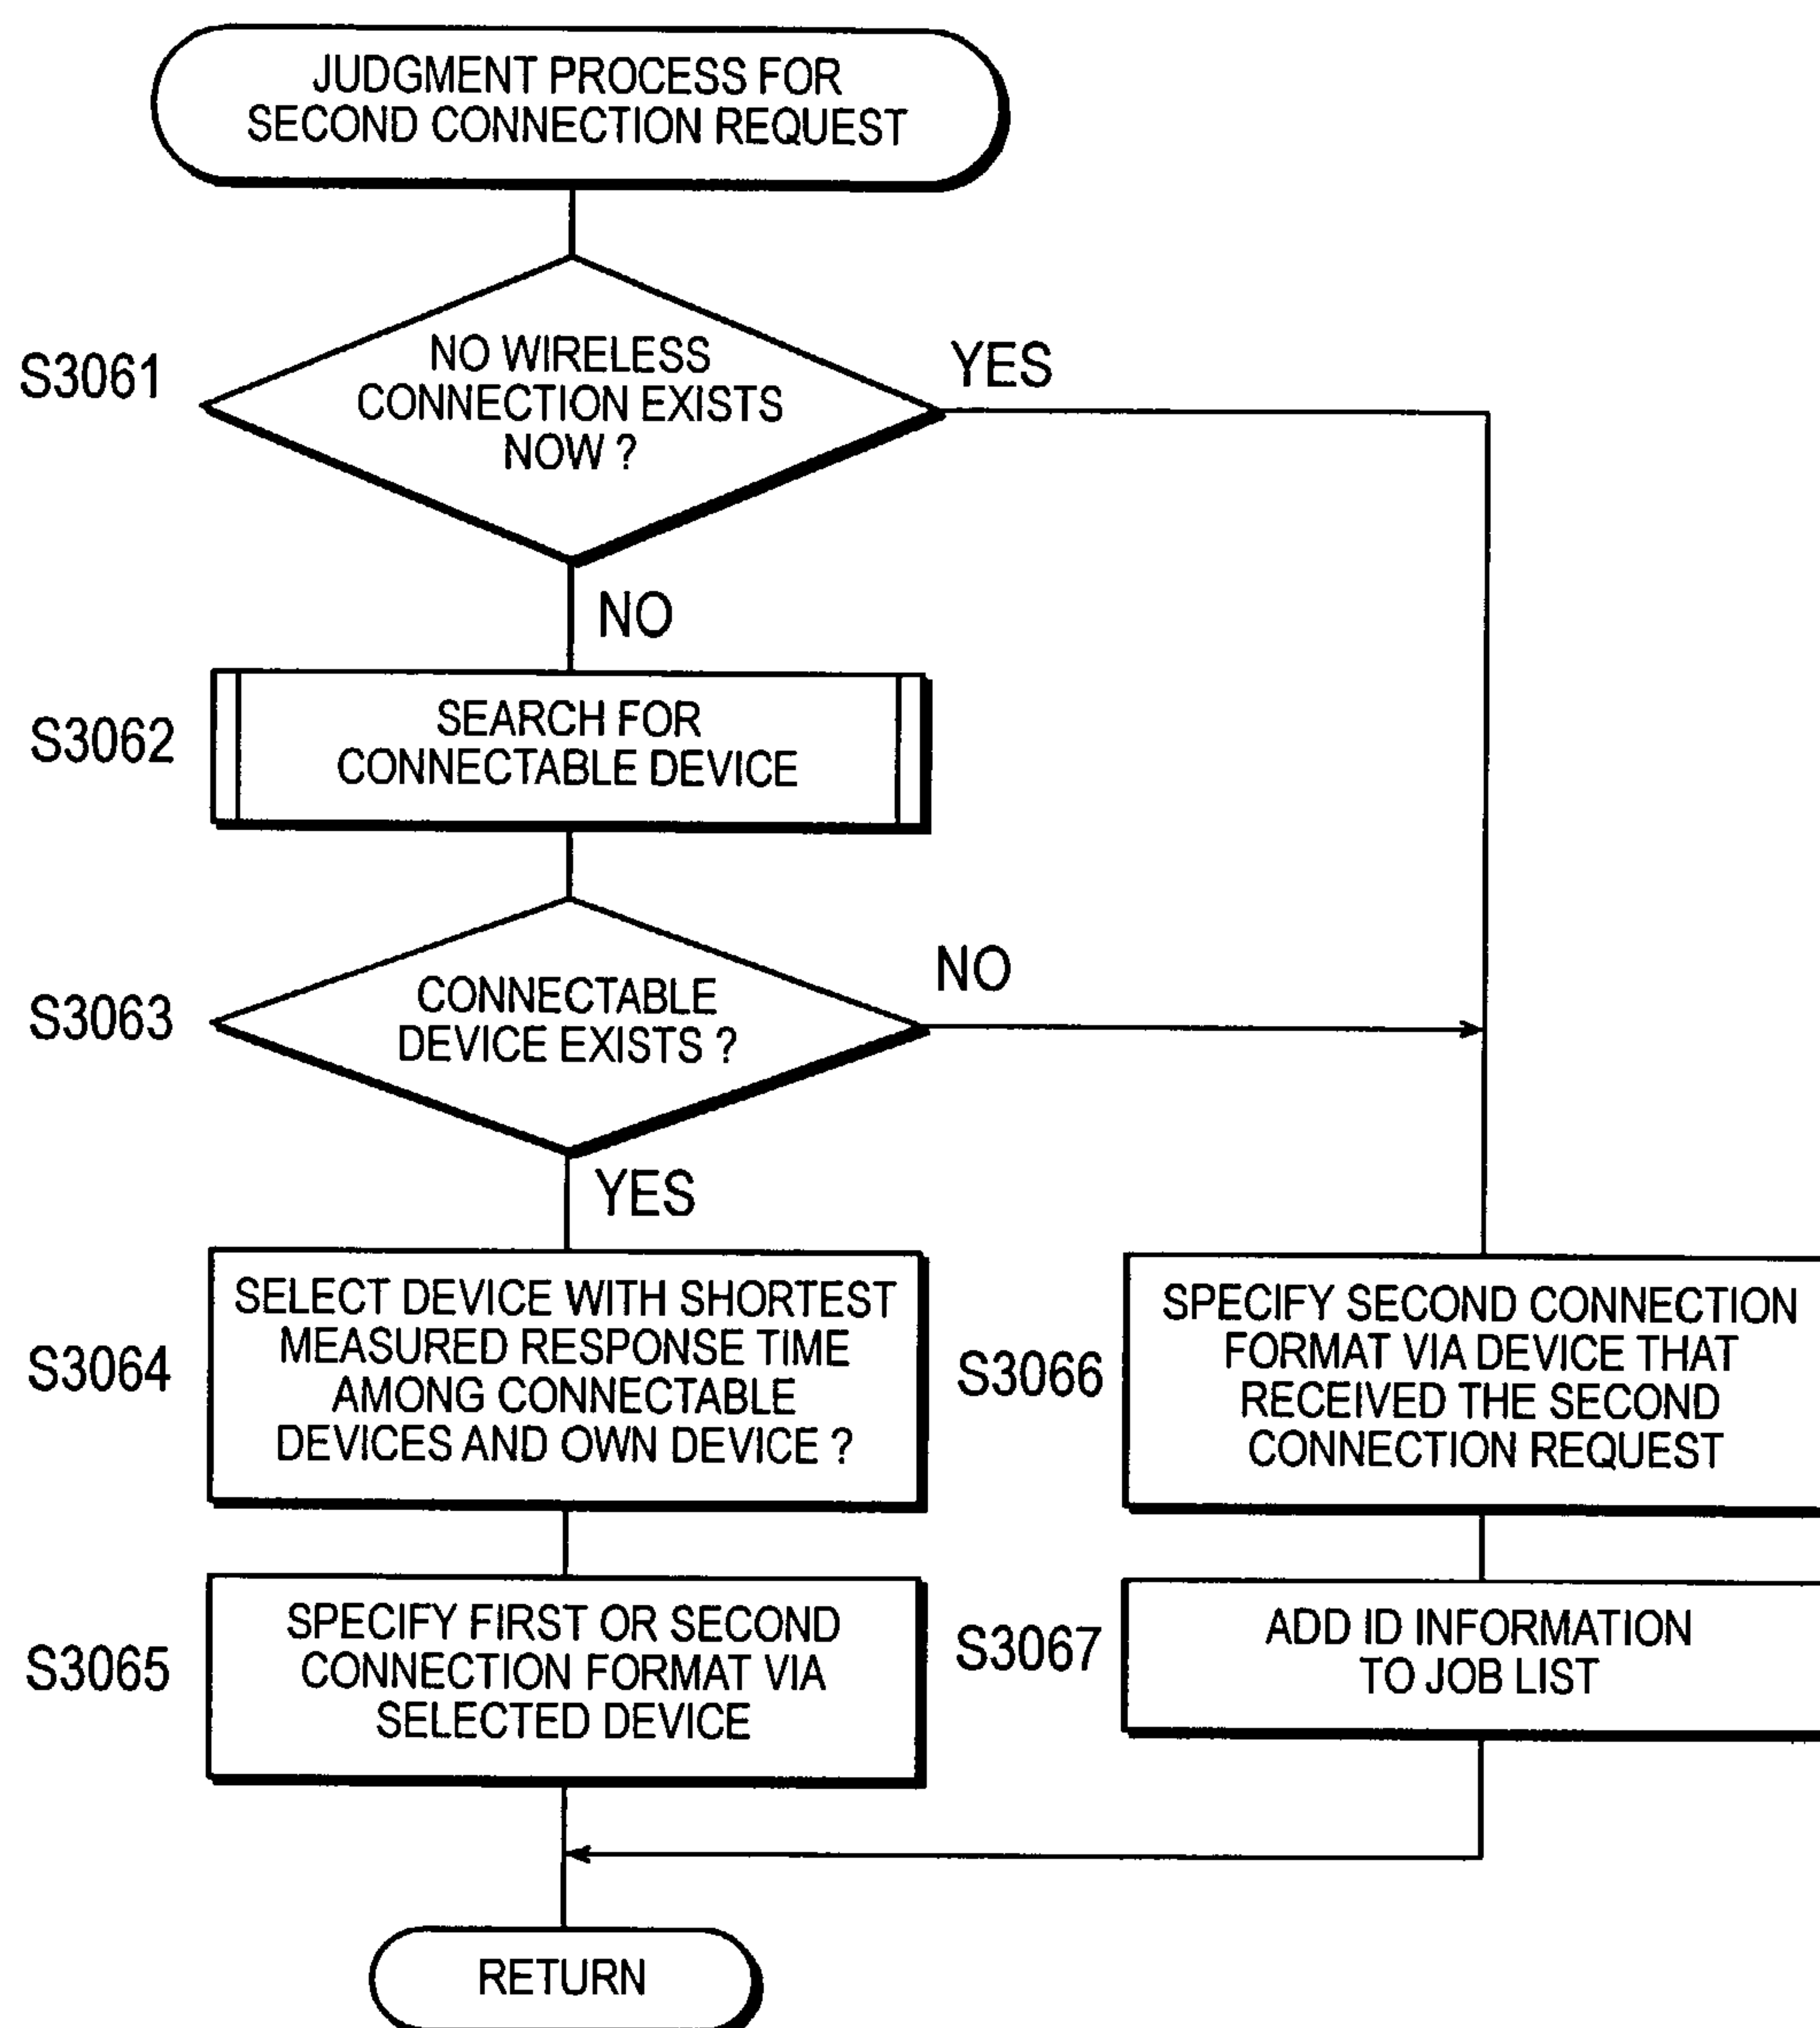 JUDGMENT PROCESS FOR
SECOND CONNECTION REQUEST
S3061
NO WIRELESS
CONNECTION EXISTS
NOW ?
YES
NO
S3062
SEARCH FOR
CONNECTABLE DEVICE
S3063
CONNECTABLE
DEVICE EXISTS ?
NO
YES
S3064
SELECT DEVICE WITH SHORTEST
MEASURED RESPONSE TIME
AMONG CONNECTABLE
DEVICES AND OWN DEVICE ?
S3066
SPECIFY SECOND CONNECTION
FORMAT VIA DEVICE THAT
RECEIVED THE SECOND
CONNECTION REQUEST
S3065
SPECIFY FIRST OR SECOND
CONNECTION FORMAT VIA
SELECTED DEVICE
S3067
ADD ID INFORMATION
TO JOB LIST
RETURN